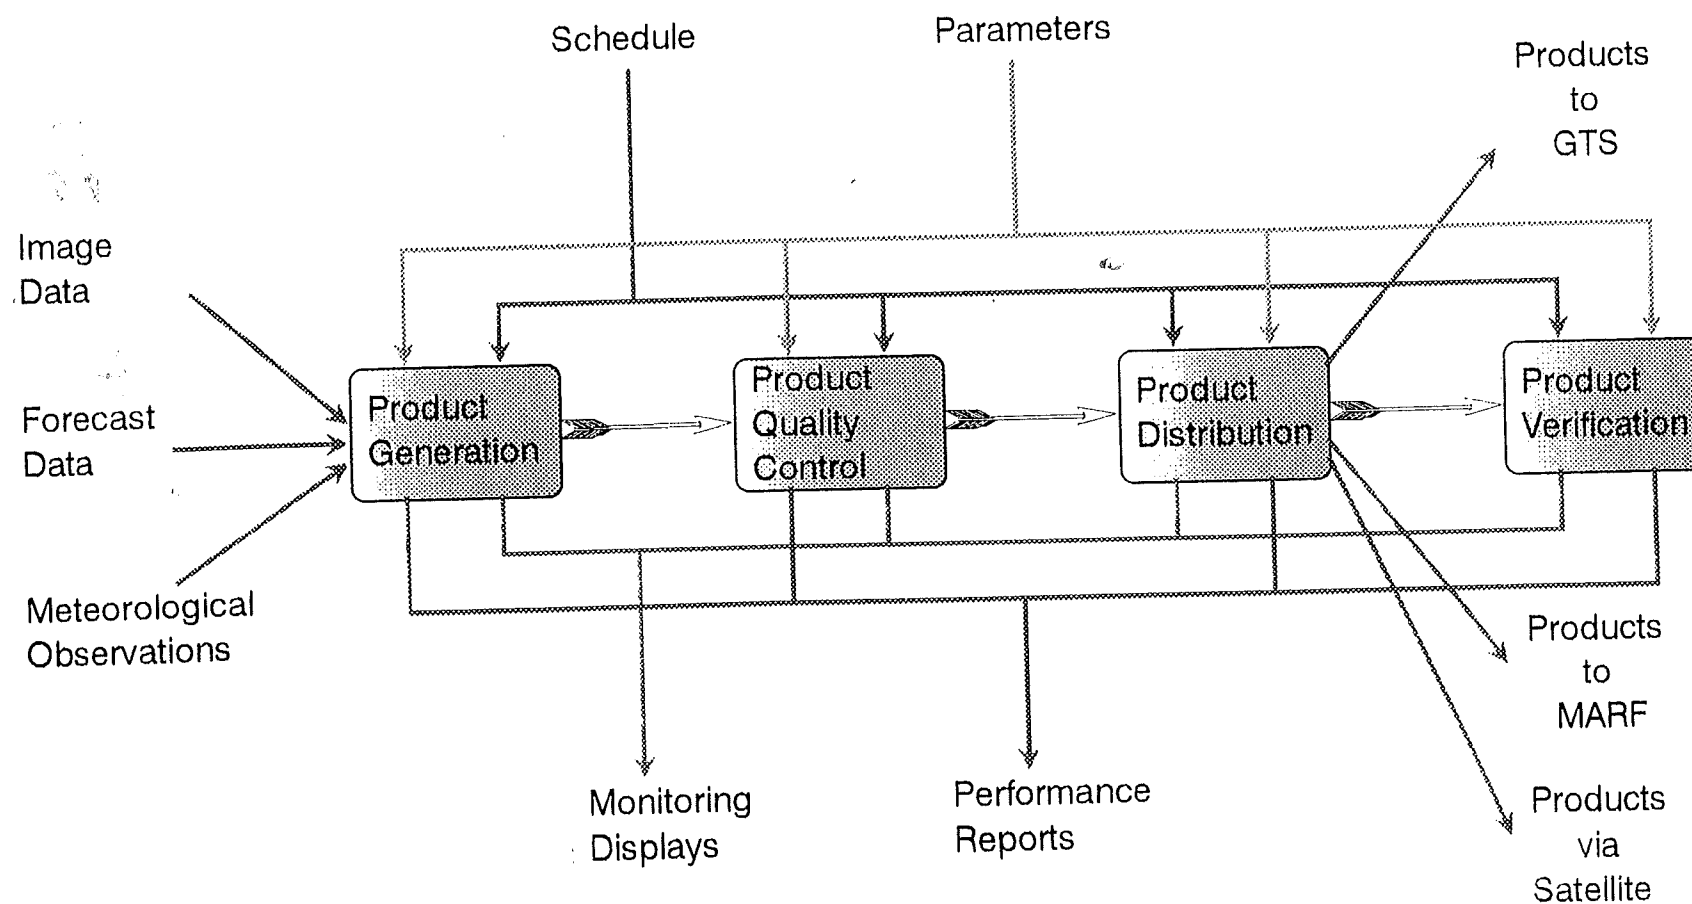 Schedule
Parameters
Products
to
GTS
Image
Data
Forecast
Data
Meteorological
Observations
Product
Generation
Product
Quality
Control
Product
Distribution
Product
Verification
Monitoring
Displays
Performance
Reports
Products
to
MARF
Products
via
Satellite